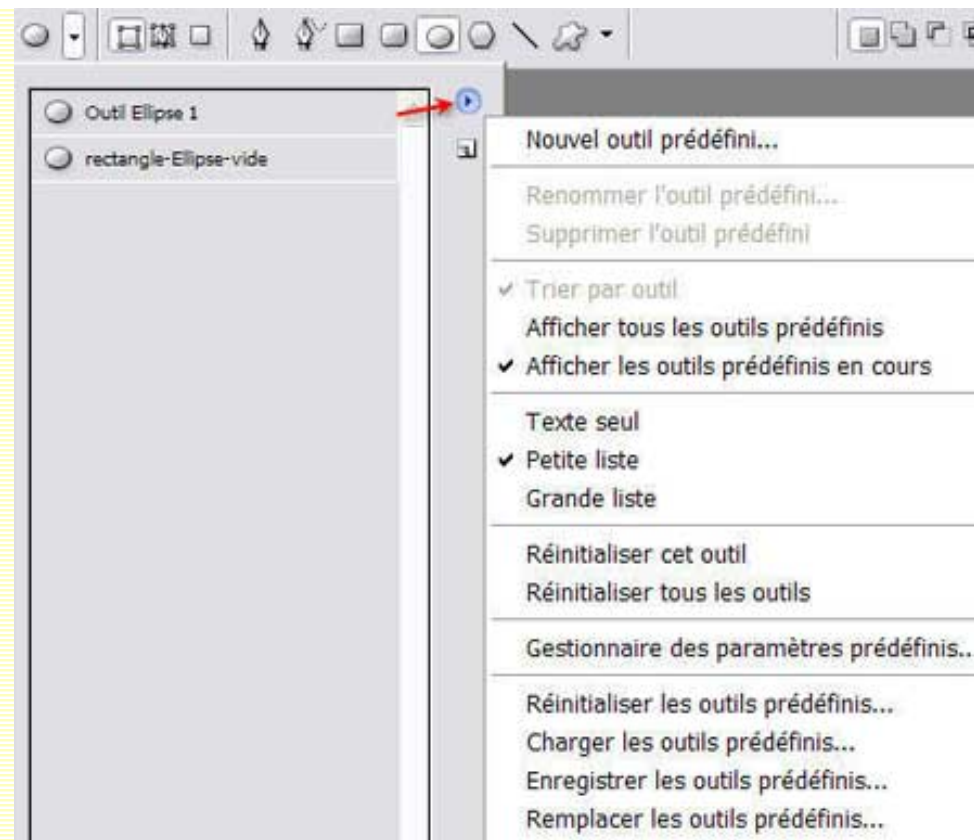 Outil Ellipse 1
rectangle-Ellipse-vide
Nouvel outil prédéfini...
Renommer l'outil prédéfini...
Supprimer l'outil prédéfini
Trier par outil
Afficher tous les outils prédéfinis
Afficher les outils prédéfinis en cours
Texte seul
Petite liste
Grande liste
Réinitialiser cet outil
Réinitialiser tous les outils
Gestionnaire des paramètres prédéfinis..
Réinitialiser les outils prédéfinis...
Charger les outils prédéfinis...
Enregistrer les outils prédéfinis...
Remplacer les outils prédéfinis...